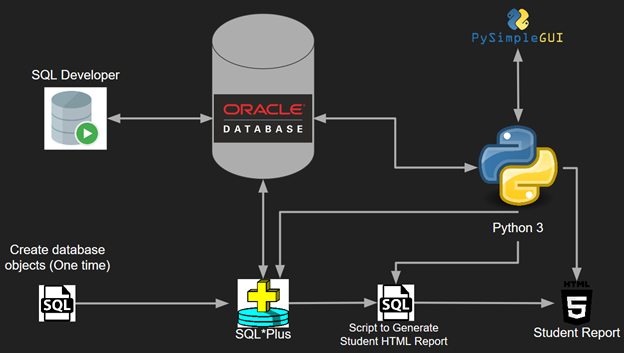 PySimpleGUI
SQL Developer
ORACLE
DATABASE
Python 3
Create database
objects (One time)
SQL
SQL*Plus
SQL
Script to Generate
Student HTML Report
HTML
5
Student Report